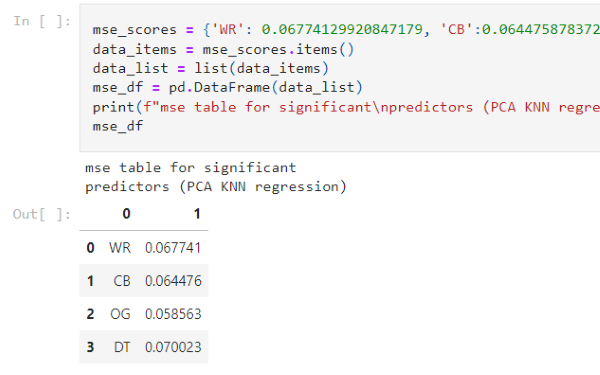 In [ ]:
mse_scores = {'WR': 0.06774129920847179, 'CB':0.064475878372
data_items = mse_scores.items()
data_list = list(data_items)
mse_df = pd.DataFrame(data_list)
print(f"mse table for significant\npredictors (PCA KNN regre
mse_df
mse table for significant
predictors (PCA KNN regression)
Out[ ]:
0 1
0 WR 0.067741
1 CB 0.064476
2 OG 0.058563
3 DT 0.070023